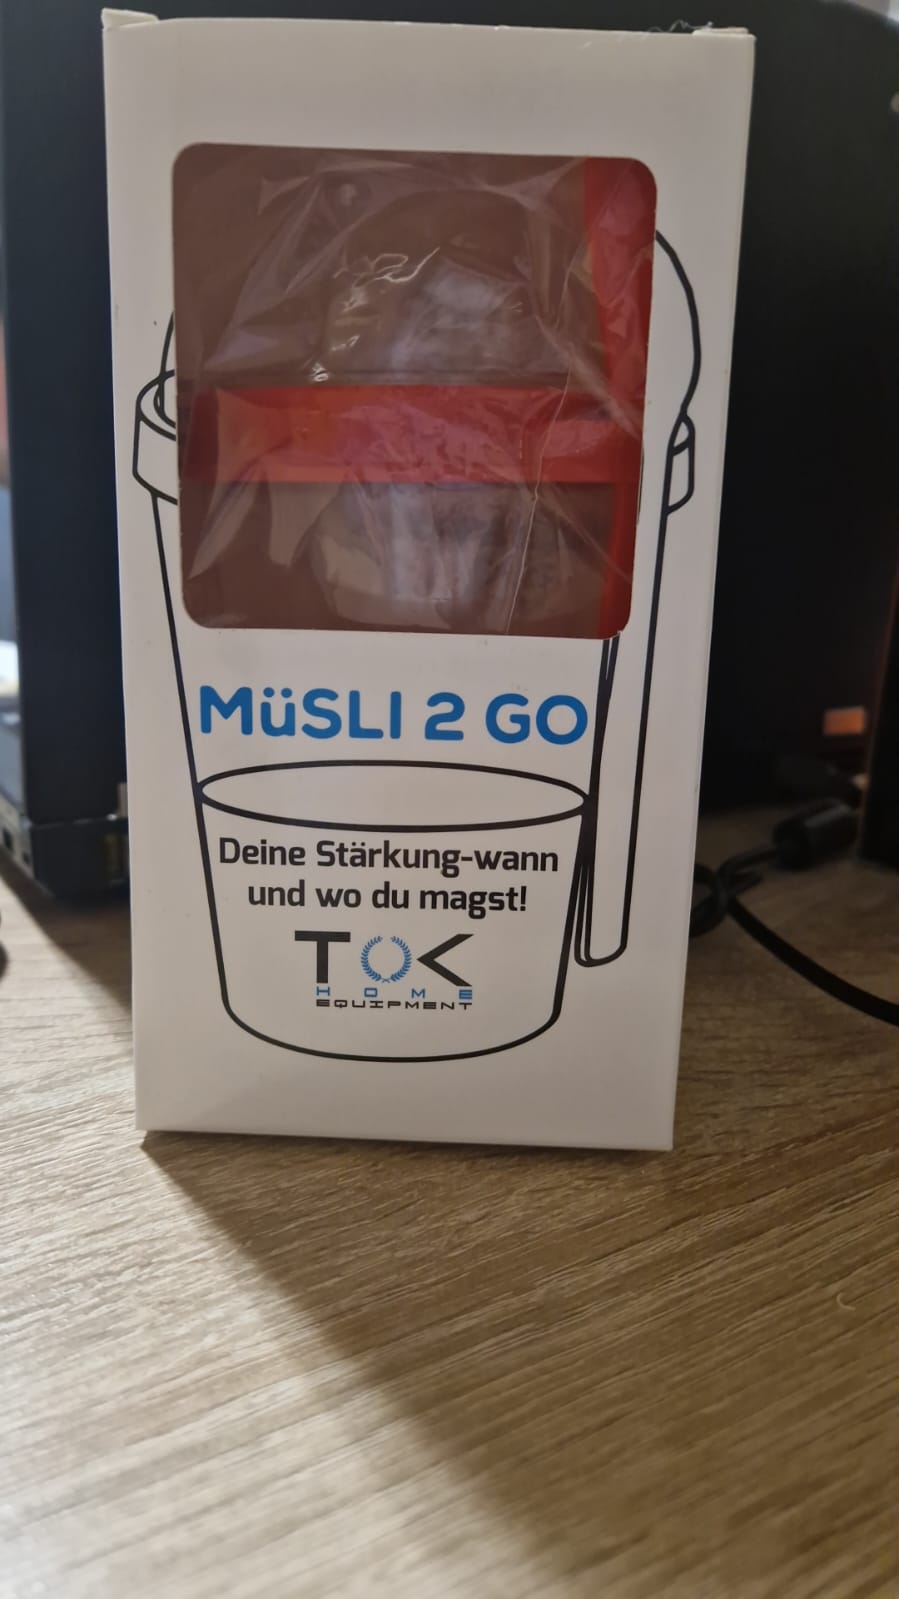 MüSLI 2 GO
Deine Stärkung-wann
und wo du magst!
TOK
HOME
EQUIPMENT